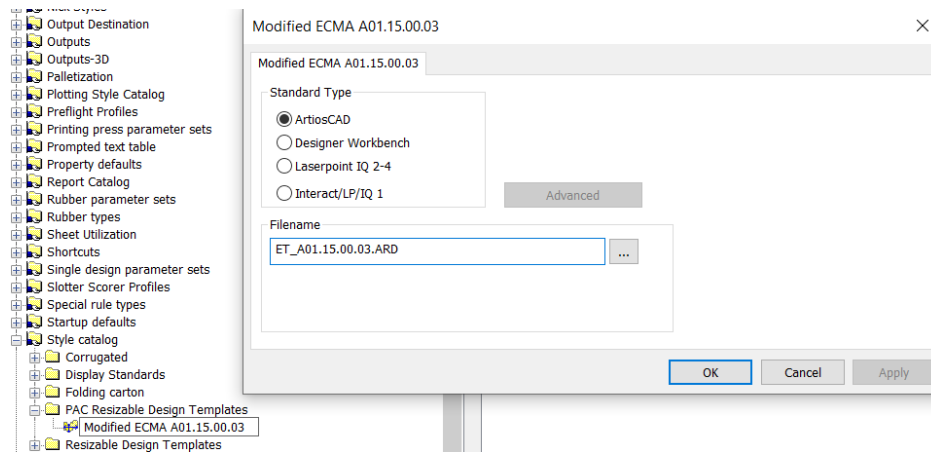 Output Destination
Outputs
Outputs-3D
Palletization
Plotting Style Catalog
Preflight Profiles
Printing press parameter sets
Prompted text table
Property defaults
Report Catalog
Rubber parameter sets
Rubber types
Sheet Utilization
Shortcuts
Single design parameter sets
Slotter Scorer Profiles
Special rule types
Startup defaults
Style catalog
Corrugated
Display Standards
Folding carton
PAC Resizable Design Templates
Modified ECMA A01.15.00.03
Resizable Design Templates
Modified ECMA A01.15.00.03
Modified ECMA A01.15.00.03
Standard Type
ArtiosCAD
Designer Workbench
Laserpoint IQ 2-4
Interact/LP/IQ 1
Advanced
Filename
ET_A01.15.00.03.ARD
...
OK Cancel Apply